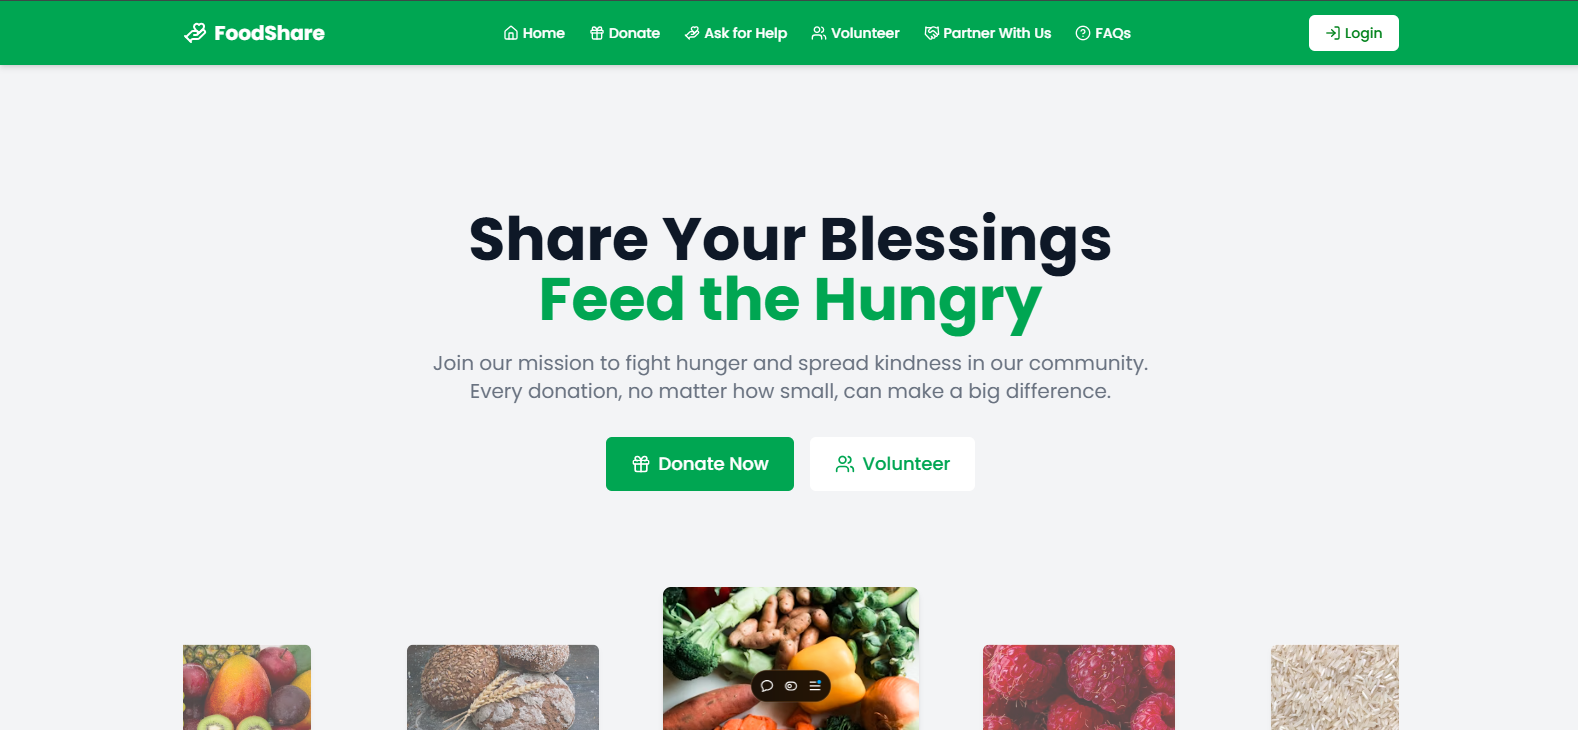 FoodShare
Home
Donate
Ask for Help
Volunteer
Partner With Us
FAQs
Login
Share Your Blessings
Feed the Hungry
Join our mission to fight hunger and spread kindness in our community.
Every donation, no matter how small, can make a big difference.
Donate Now
Volunteer